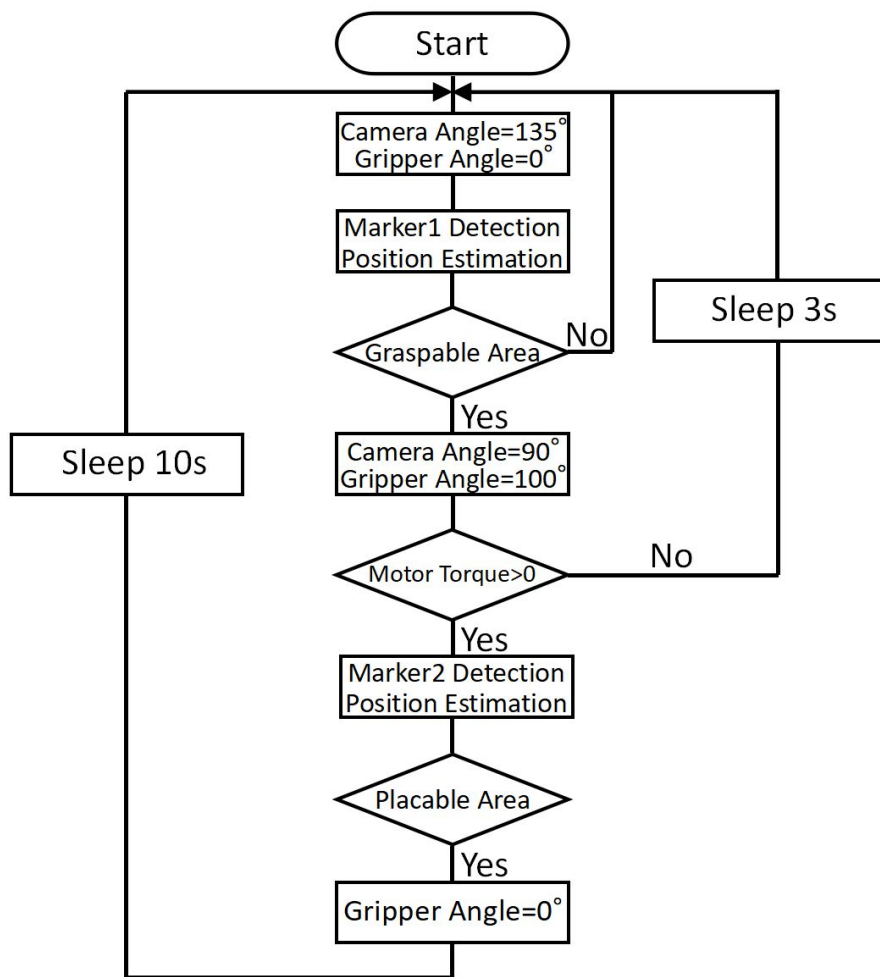 Start
Camera Angle=135°
Gripper Angle=0°
Marker1 Detection
Position Estimation
Graspable Area
No
Yes
Sleep 3s
Camera Angle=90°
Gripper Angle=100°
Sleep 10s
Motor Torque>0
No
Yes
Marker2 Detection
Position Estimation
Placable Area
Yes
Gripper Angle=0°